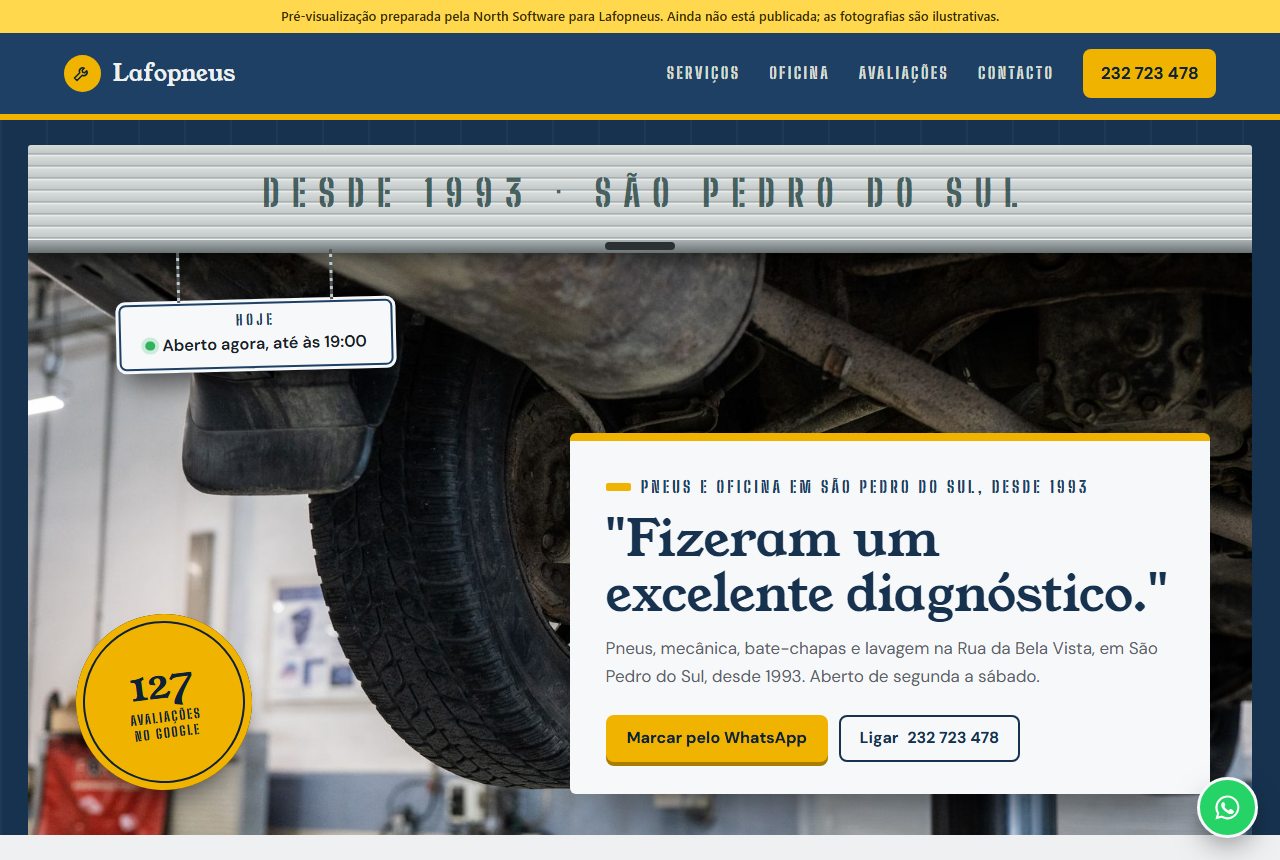 Pré-visualização preparada pela North Software para Lafopneus. Ainda não está publicada; as fotografias são ilustrativas.
Lafopneus
SERVIÇOS OFICINA AVALIAÇÕES CONTACTO 232 723 478
DESDE 1993 · SÃO PEDRO DO SUL
HOJE
Aberto agora, até às 19:00
PNEUS E OFICINA EM SÃO PEDRO DO SUL, DESDE 1993
"Fizeram um
excelente diagnóstico."
Pneus, mecânica, bate-chapas e lavagem na Rua da Bela Vista, em São
Pedro do Sul, desde 1993. Aberto de segunda a sábado.
Marcar pelo WhatsApp Ligar 232 723 478
127
AVALIAÇÕES
NO GOOGLE